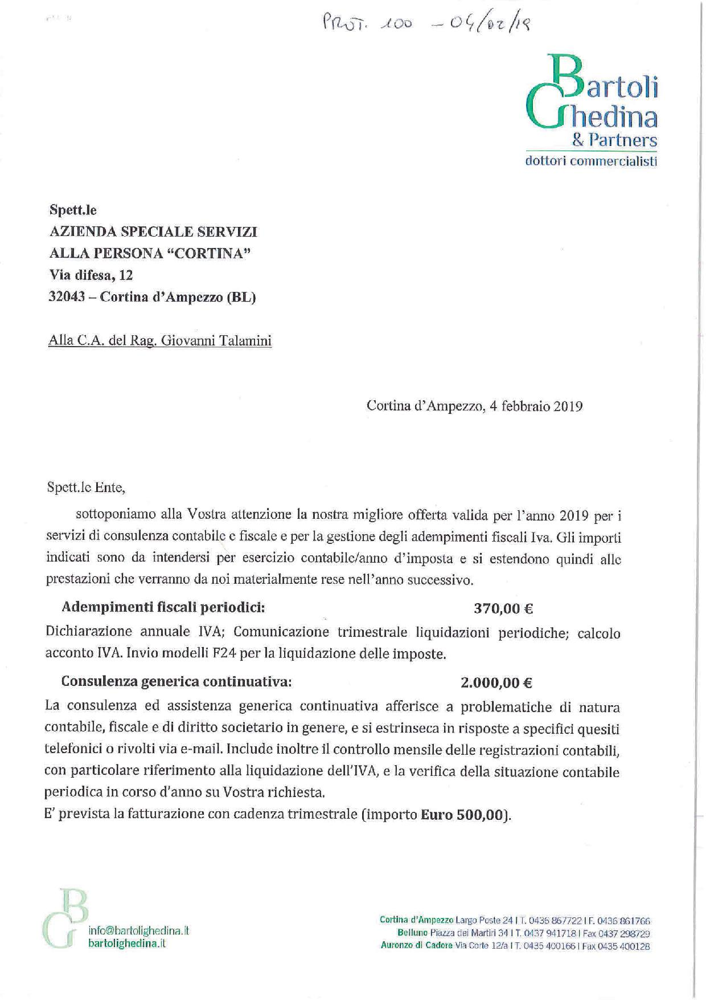 PROT. 100 - 04/02/19
Bartoli
Ghedina
& Partners
dottori commercialisti
Spett.le
AZIENDA SPECIALE SERVIZI
ALLA PERSONA “CORTINA”
Via difesa, 12
32043 – Cortina d’Ampezzo (BL)
Alla C.A. del Rag. Giovanni Talamini
Cortina d’Ampezzo, 4 febbraio 2019
Spett.le Ente,
sottoponiamo alla Vostra attenzione la nostra migliore offerta valida per l’anno 2019 per i
servizi di consulenza contabile e fiscale e per la gestione degli adempimenti fiscali Iva. Gli importi
indicati sono da intendersi per esercizio contabile/anno d’imposta e si estendono quindi alle
prestazioni che verranno da noi materialmente rese nell’anno successivo.
Adempimenti fiscali periodici: 370,00 €
Dichiarazione annuale IVA; Comunicazione trimestrale liquidazioni periodiche; calcolo
acconto IVA. Invio modelli F24 per la liquidazione delle imposte.
Consulenza generica continuativa: 2.000,00 €
La consulenza ed assistenza generica continuativa afferisce a problematiche di natura
contabile, fiscale e di diritto societario in genere, e si estrinseca in risposte a specifici quesiti
telefonici o rivolti via e-mail. Include inoltre il controllo mensile delle registrazioni contabili,
con particolare riferimento alla liquidazione dell'IVA, e la verifica della situazione contabile
periodica in corso d'anno su Vostra richiesta.
E' prevista la fatturazione con cadenza trimestrale (importo Euro 500,00).
BG
info@bartolighedina.it
bartolighedina.it
Cortina d'Ampezzo Largo Poste 24 I T. 0436 867722 I F. 0436 861766
Belluno Piazza dei Martiri 34 I T. 0437 941718 I Fax 0437 298729
Auronzo di Cadore Via Corte 12/a I T. 0435 400166 I Fax 0435 400128